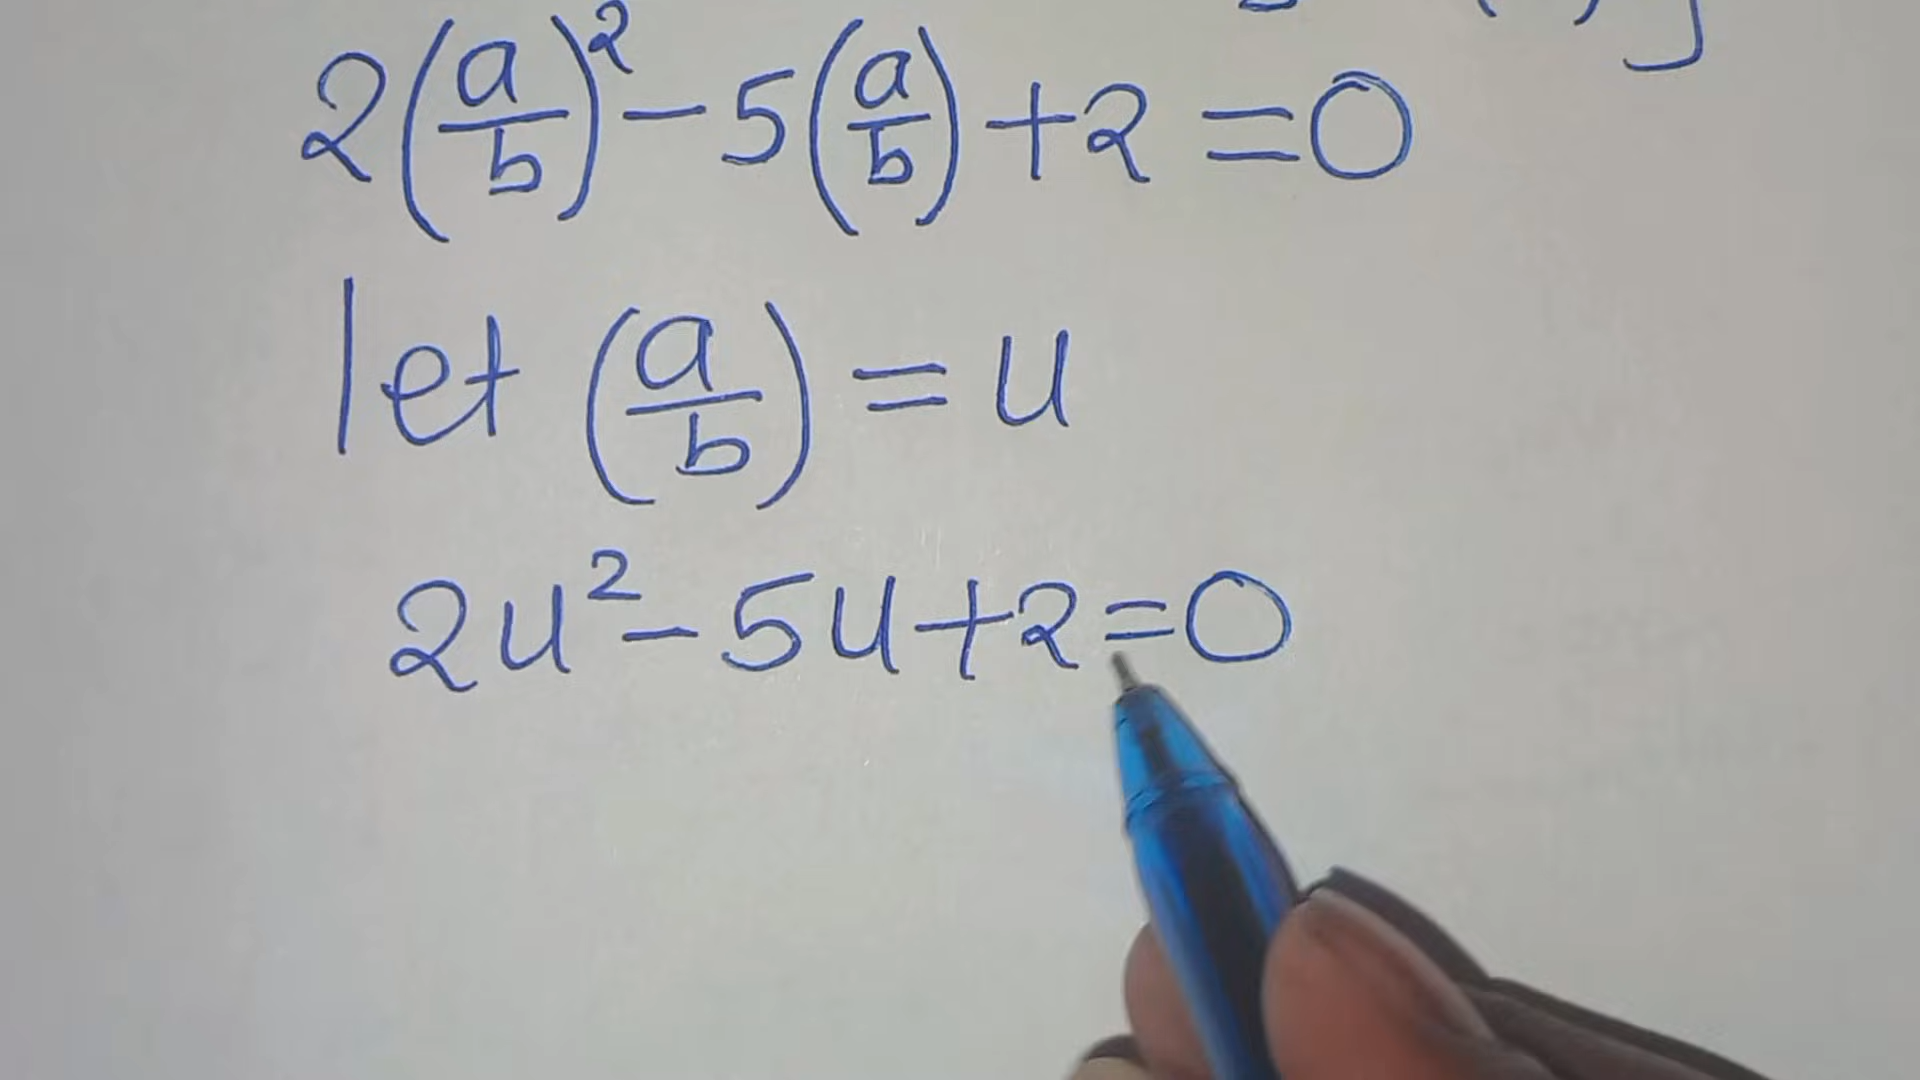 2(a/b)² - 5(a/b) + 2 = 0
let (a/b) = u
2u² - 5u + 2 = 0